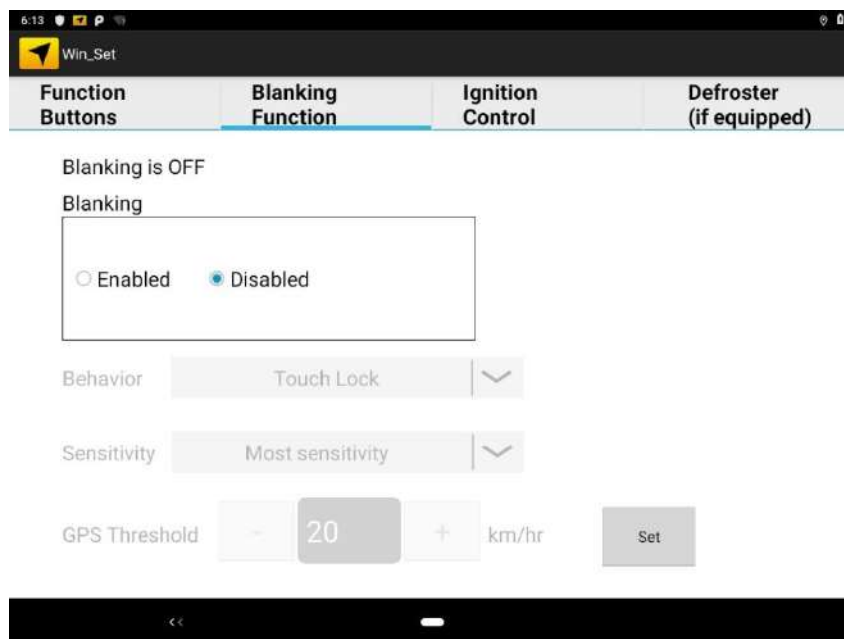 6:13
Win_Set
Function Buttons
Blanking Function
Ignition Control
Defroster (if equipped)
Blanking is OFF
Blanking
Enabled Disabled
Behavior Touch Lock
Sensitivity Most sensitivity
GPS Threshold - 20 + km/hr Set
<<